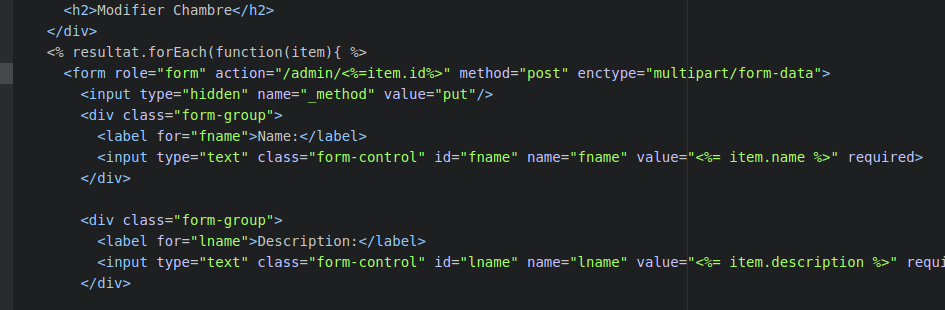 <h2>Modifier Chambre</h2>
</div>
<% resultat.forEach(function(item){ %>
<form role="form" action="/admin/<%=item.id%>" method="post" enctype="multipart/form-data">
<input type="hidden" name="_method" value="put"/>
<div class="form-group">
<label for="fname">Name:</label>
<input type="text" class="form-control" id="fname" name="fname" value="<%= item.name %>" required>
</div>
<div class="form-group">
<label for="lname">Description:</label>
<input type="text" class="form-control" id="lname" name="lname" value="<%= item.description %>" requi
</div>